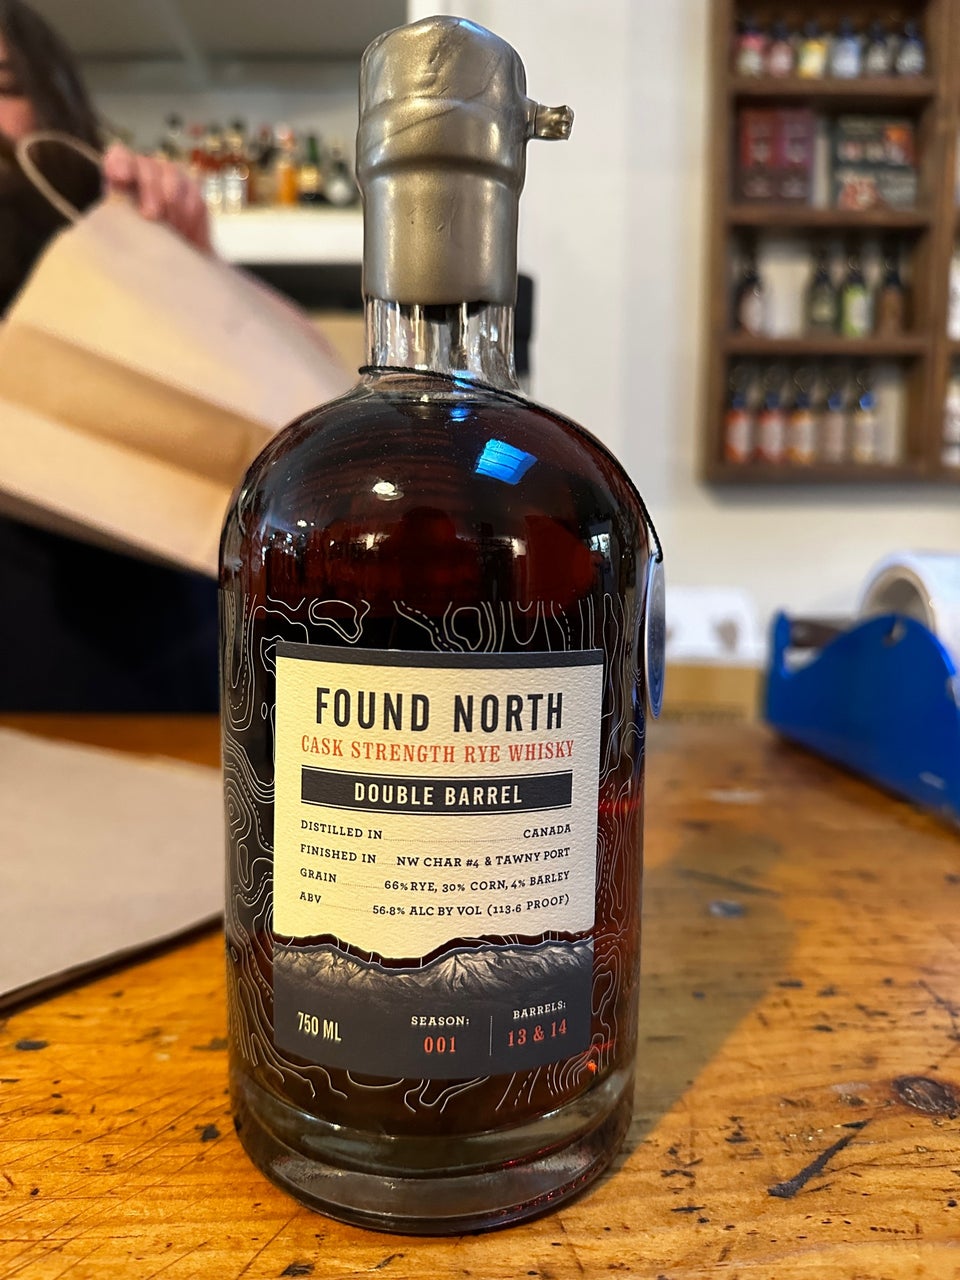 FOUND NORTH
CASK STRENGTH RYE WHISKY
DOUBLE BARREL
DISTILLED IN CANADA
FINISHED IN NW CHAR #4 & TAWNY PORT
GRAIN 66% RYE, 30% CORN, 4% BARLEY
ABV 56.8% ALC BY VOL (113.6 PROOF)
750 ML
SEASON:
001
BARRELS:
13 & 14